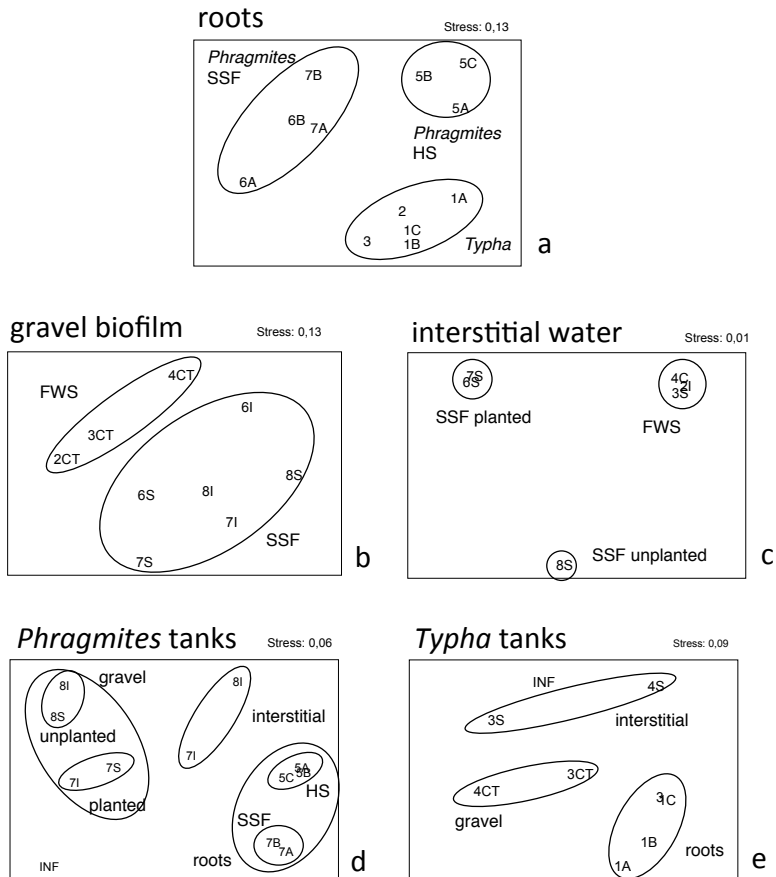 roots
Stress: 0,13
Phragmites
SSF
7B
5C
5B
6B
7A
5A
Phragmites
HS
6A
1A
2
1C
3
1B
Typha
a
gravel biofilm
Stress: 0,13
4CT
FWS
6I
3CT
2CT
8S
6S
8I
7I
SSF
7S
b
interstitial water
Stress: 0,01
7S
6S
4C
2I
3S
SSF planted
FWS
SSF unplanted
8S
c
Phragmites tanks
Stress: 0,06
gravel
8I
8I
8S
interstitial
unplanted
7I
7S
7I
5A
5B
5C
planted
HS
SSF
7B
7A
roots
INF
d
Typha tanks
Stress: 0,09
INF
4S
3S
interstitial
3CT
4CT
3
1C
gravel
1B
roots
1A
e